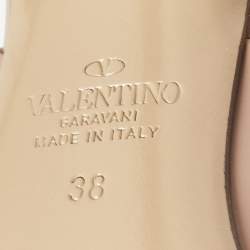 VALENTINO
GARAVANI
MADE IN ITALY
38